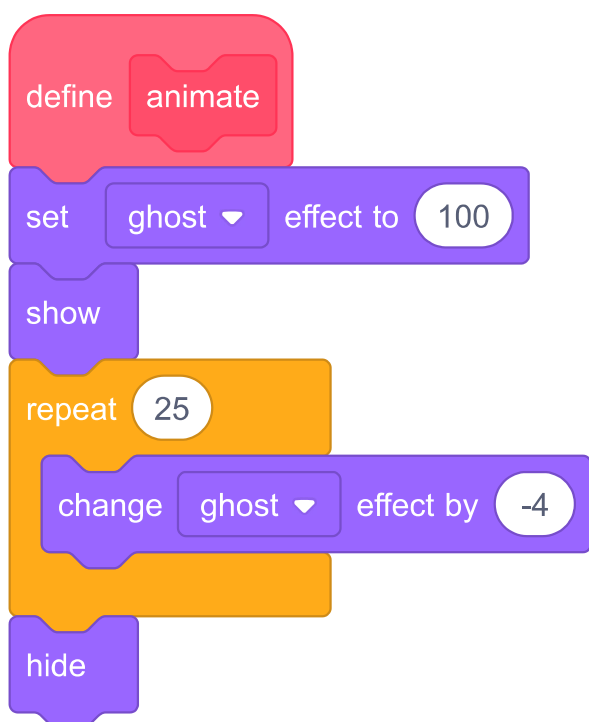 define animate
set ghost effect to 100
show
repeat 25
change ghost effect by -4
hide